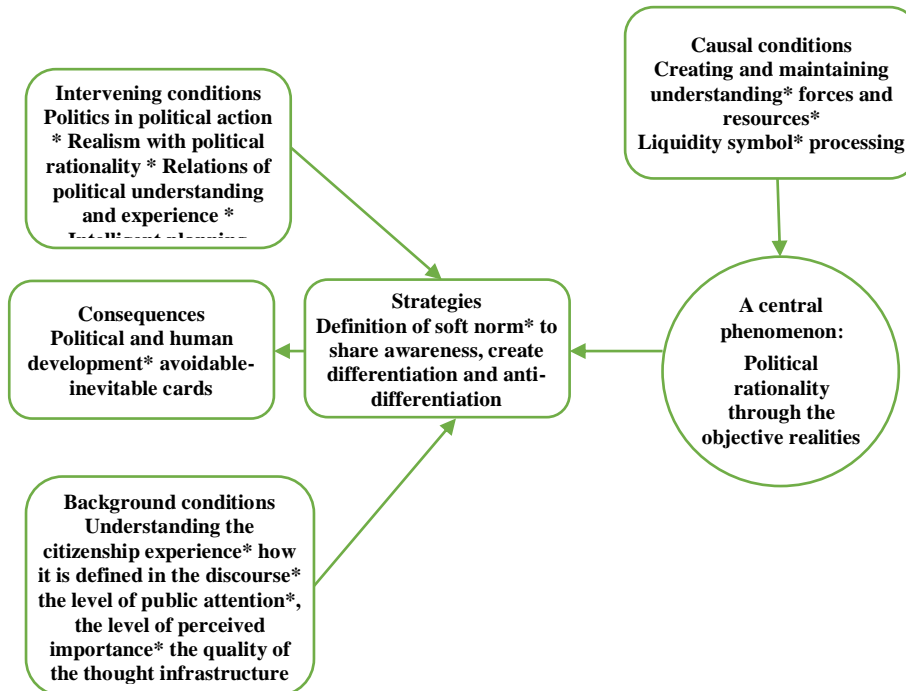 Causal conditions
Creating and maintaining
understanding* forces and
resources*
Liquidity symbol* processing
Intervening conditions
Politics in political action
* Realism with political
rationality * Relations of
political understanding
and experience *
Intelligent planning
A central
phenomenon:
Political
rationality
through the
objective realities
Strategies
Definition of soft norm* to
share awareness, create
differentiation and anti-
differentiation
Consequences
Political and human
development* avoidable-
inevitable cards
Background conditions
Understanding the
citizenship experience* how
it is defined in the discourse*
the level of public attention*,
the level of perceived
importance* the quality of
the thought infrastructure